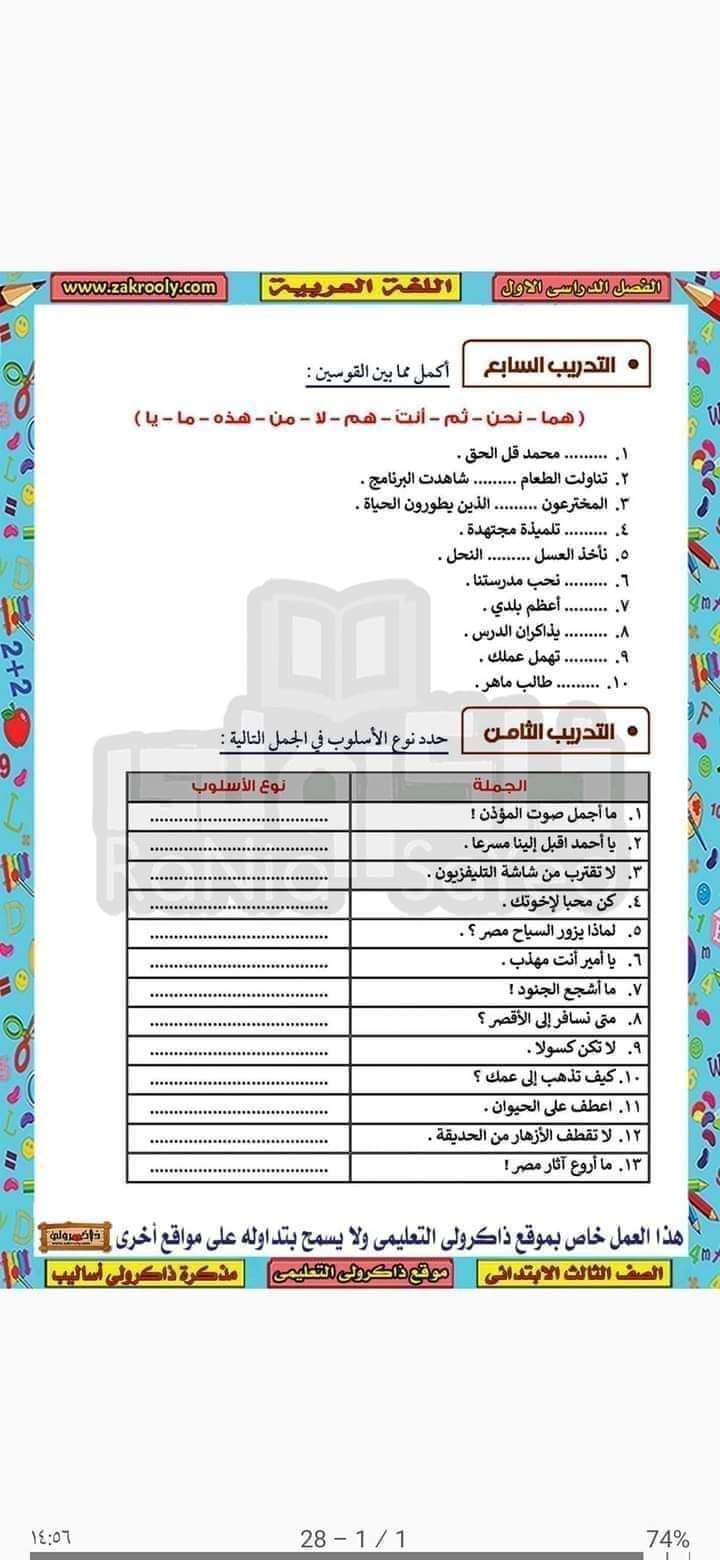 الفصل الدراسى الاول
اللغة العربية
www.zakrooly.com
• التدريب السابع
أكمل مما بين القوسين :
( هما - نحن - ثم - أنتَ - هم - لا - من - هذه - ما - يا )
١. ......... محمد قل الحق .
٢. تناولت الطعام ......... شاهدت البرنامج .
٣. المخترعون ......... الذين يطورون الحياة .
٤. ......... تلميذة مجتهدة .
٥. نأخذ العسل ......... النحل .
٦. ......... نحب مدرستنا .
٧. ......... أعظم بلدي .
٨. ......... يذاكران الدرس .
٩. ......... تهمل عملك .
١٠. ......... طالب ماهر .
• التدريب الثامن
حدد نوع الأسلوب في الجمل التالية :
الجملة نوع الأسلوب
١. ما أجمل صوت المؤذن ! ....................................
٢. يا أحمد اقبل إلينا مسرعا . ....................................
٣. لا تقترب من شاشة التليفزيون . ....................................
٤. كن محبا لإخوتك . ....................................
٥. لماذا يزور السياح مصر ؟ . ....................................
٦. يا أمير أنت مهذب . ....................................
٧. ما أشجع الجنود ! ....................................
٨. متى نسافر إلى الأقصر ؟ ....................................
٩. لا تكن كسولا . ....................................
١٠. كيف تذهب إلى عمك ؟ ....................................
١١. اعطف على الحيوان . ....................................
١٢. لا تقطف الأزهار من الحديقة . ....................................
١٣. ما أروع آثار مصر ! ....................................
هذا العمل خاص بموقع ذاكرولى التعليمى ولا يسمح بتداوله على مواقع أخرى
ذاكرولى
الصف الثالث الابتدائى
موقع ذاكرولى التعليمى
مذكرة ذاكرولى أساليب
١٤:٥٦
28 – 1 / 1
74%